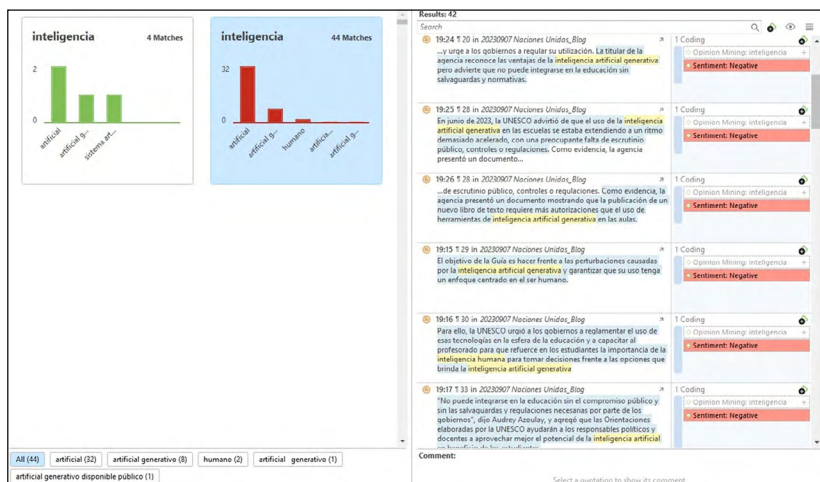 inteligencia 4 Matches
2
0
artificial
artificial g...
sistema art...
inteligencia 44 Matches
32
0
artificial
artificial g...
humano
artificia...
artificial g...
All (44) artificial (32) artificial generativo (8) humano (2) artificial generativo (1)
artificial generativo disponible público (1)
Results: 42
Search
19:24 ¶ 20 in 20230907 Naciones Unidas_Blog
...y urge a los gobiernos a regular su utilización. La titular de la
agencia reconoce las ventajas de la inteligencia artificial generativa
pero advierte que no puede integrarse en la educación sin
salvaguardas y normativas.
1 Coding
Opinion Mining: inteligencia +
Sentiment: Negative
19:25 ¶ 28 in 20230907 Naciones Unidas_Blog
En junio de 2023, la UNESCO advirtió de que el uso de la inteligencia
artificial generativa en las escuelas se estaba extendiendo a un ritmo
demasiado acelerado, con una preocupante falta de escrutinio
público, controles o regulaciones. Como evidencia, la agencia
presentó un documento...
1 Coding
Opinion Mining: inteligencia +
Sentiment: Negative
19:26 ¶ 28 in 20230907 Naciones Unidas_Blog
...de escrutinio público, controles o regulaciones. Como evidencia, la
agencia presentó un documento mostrando que la publicación de un
nuevo libro de texto requiere más autorizaciones que el uso de
herramientas de inteligencia artificial generativa en las aulas.
1 Coding
Opinion Mining: inteligencia +
Sentiment: Negative
19:15 ¶ 29 in 20230907 Naciones Unidas_Blog
El objetivo de la Guía es hacer frente a las perturbaciones causadas
por la inteligencia artificial generativa y garantizar que su uso tenga
un enfoque centrado en el ser humano.
1 Coding
Opinion Mining: inteligencia +
Sentiment: Negative
19:16 ¶ 30 in 20230907 Naciones Unidas_Blog
Para ello, la UNESCO urgió a los gobiernos a reglamentar el uso de
esas tecnologías en la esfera de la educación y a capacitar al
profesorado para que refuerce en los estudiantes la importancia de la
inteligencia humana para tomar decisiones frente a las opciones que
brinda la inteligencia artificial generativa
1 Coding
Opinion Mining: inteligencia +
Sentiment: Negative
19:17 ¶ 33 in 20230907 Naciones Unidas_Blog
"No puede integrarse en la educación sin el compromiso público y
sin las salvaguardas y regulaciones necesarias por parte de los
gobiernos", dijo Audrey Azoulay, y agregó que las Orientaciones
elaboradas por la UNESCO ayudarán a los responsables políticos y
docentes a aprovechar mejor el potencial de la inteligencia artificial
1 Coding
Opinion Mining: inteligencia +
Sentiment: Negative
Comment:
Select a quotation to show its comment